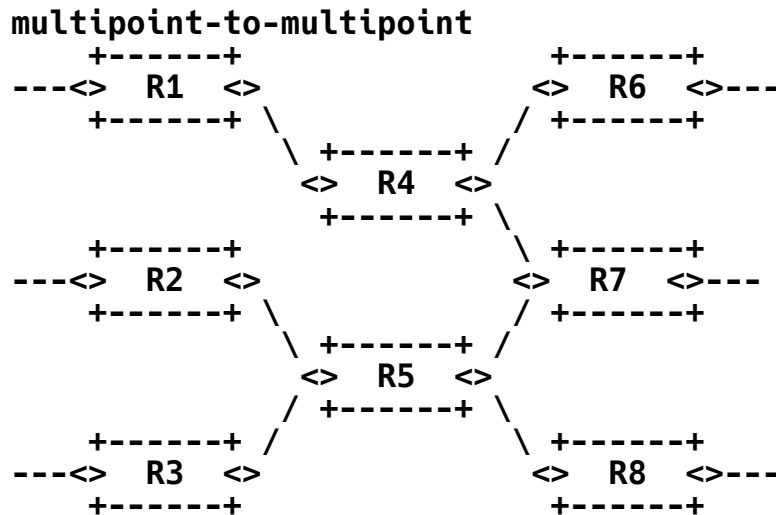 multipoint-to-multipoint
     +------+                 +------+
---<>   R1   <>              <>   R6   <>---
     +------+ \             / +------+
               \  +------+ /
                <>   R4   <>
                  +------+ \
     +------+               \ +------+
---<>   R2   <>             <>   R7   <>---
     +------+ \             / +------+
               \  +------+ /
                <>   R5   <>
               /  +------+ \
     +------+ /             \ +------+
---<>   R3   <>              <>   R8   <>---
     +------+                 +------+